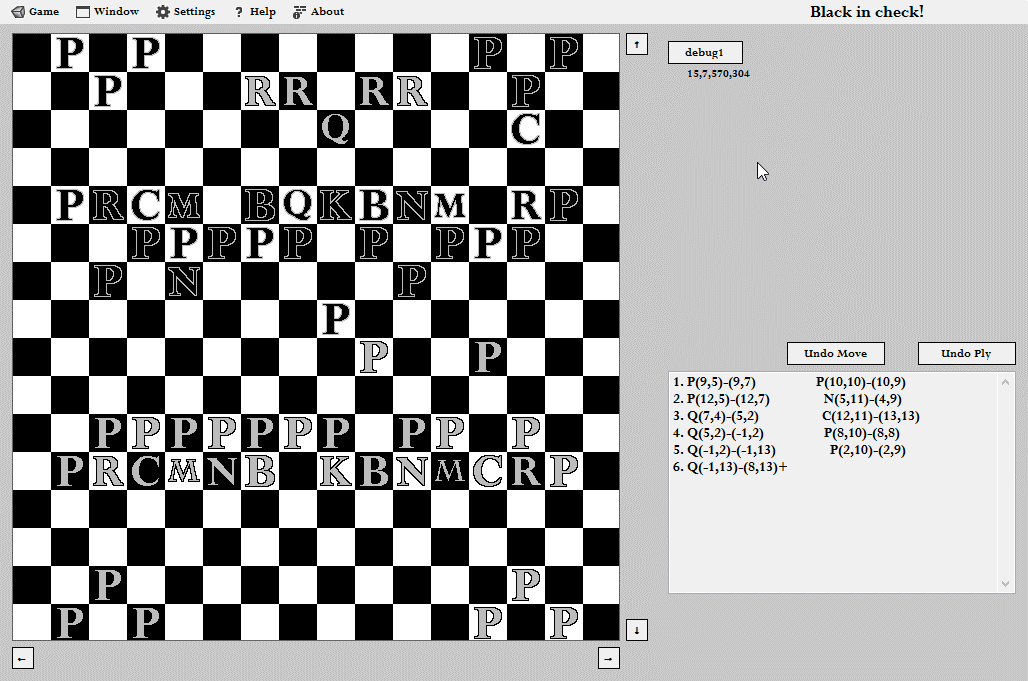 Game Window Settings ? Help About Black in check!
P P P P ↑ debug1
15,7,570,304
P R R R R P
Q C
P R C M B Q K B N M R P
P P P P P P P P P
P N P
P
P P Undo Move Undo Ply
1. P(9,5)-(9,7) P(10,10)-(10,9)
2. P(12,5)-(12,7) N(5,11)-(4,9)
3. Q(7,4)-(5,2) C(12,11)-(13,13)
4. Q(5,2)-(-1,2) P(8,10)-(8,8)
5. Q(-1,2)-(-1,13) P(2,10)-(2,9)
6. Q(-1,13)-(8,13)+
P P P P P P P P P P
P R C M N B K B N M C R P
P P
P P P P ↓
← →